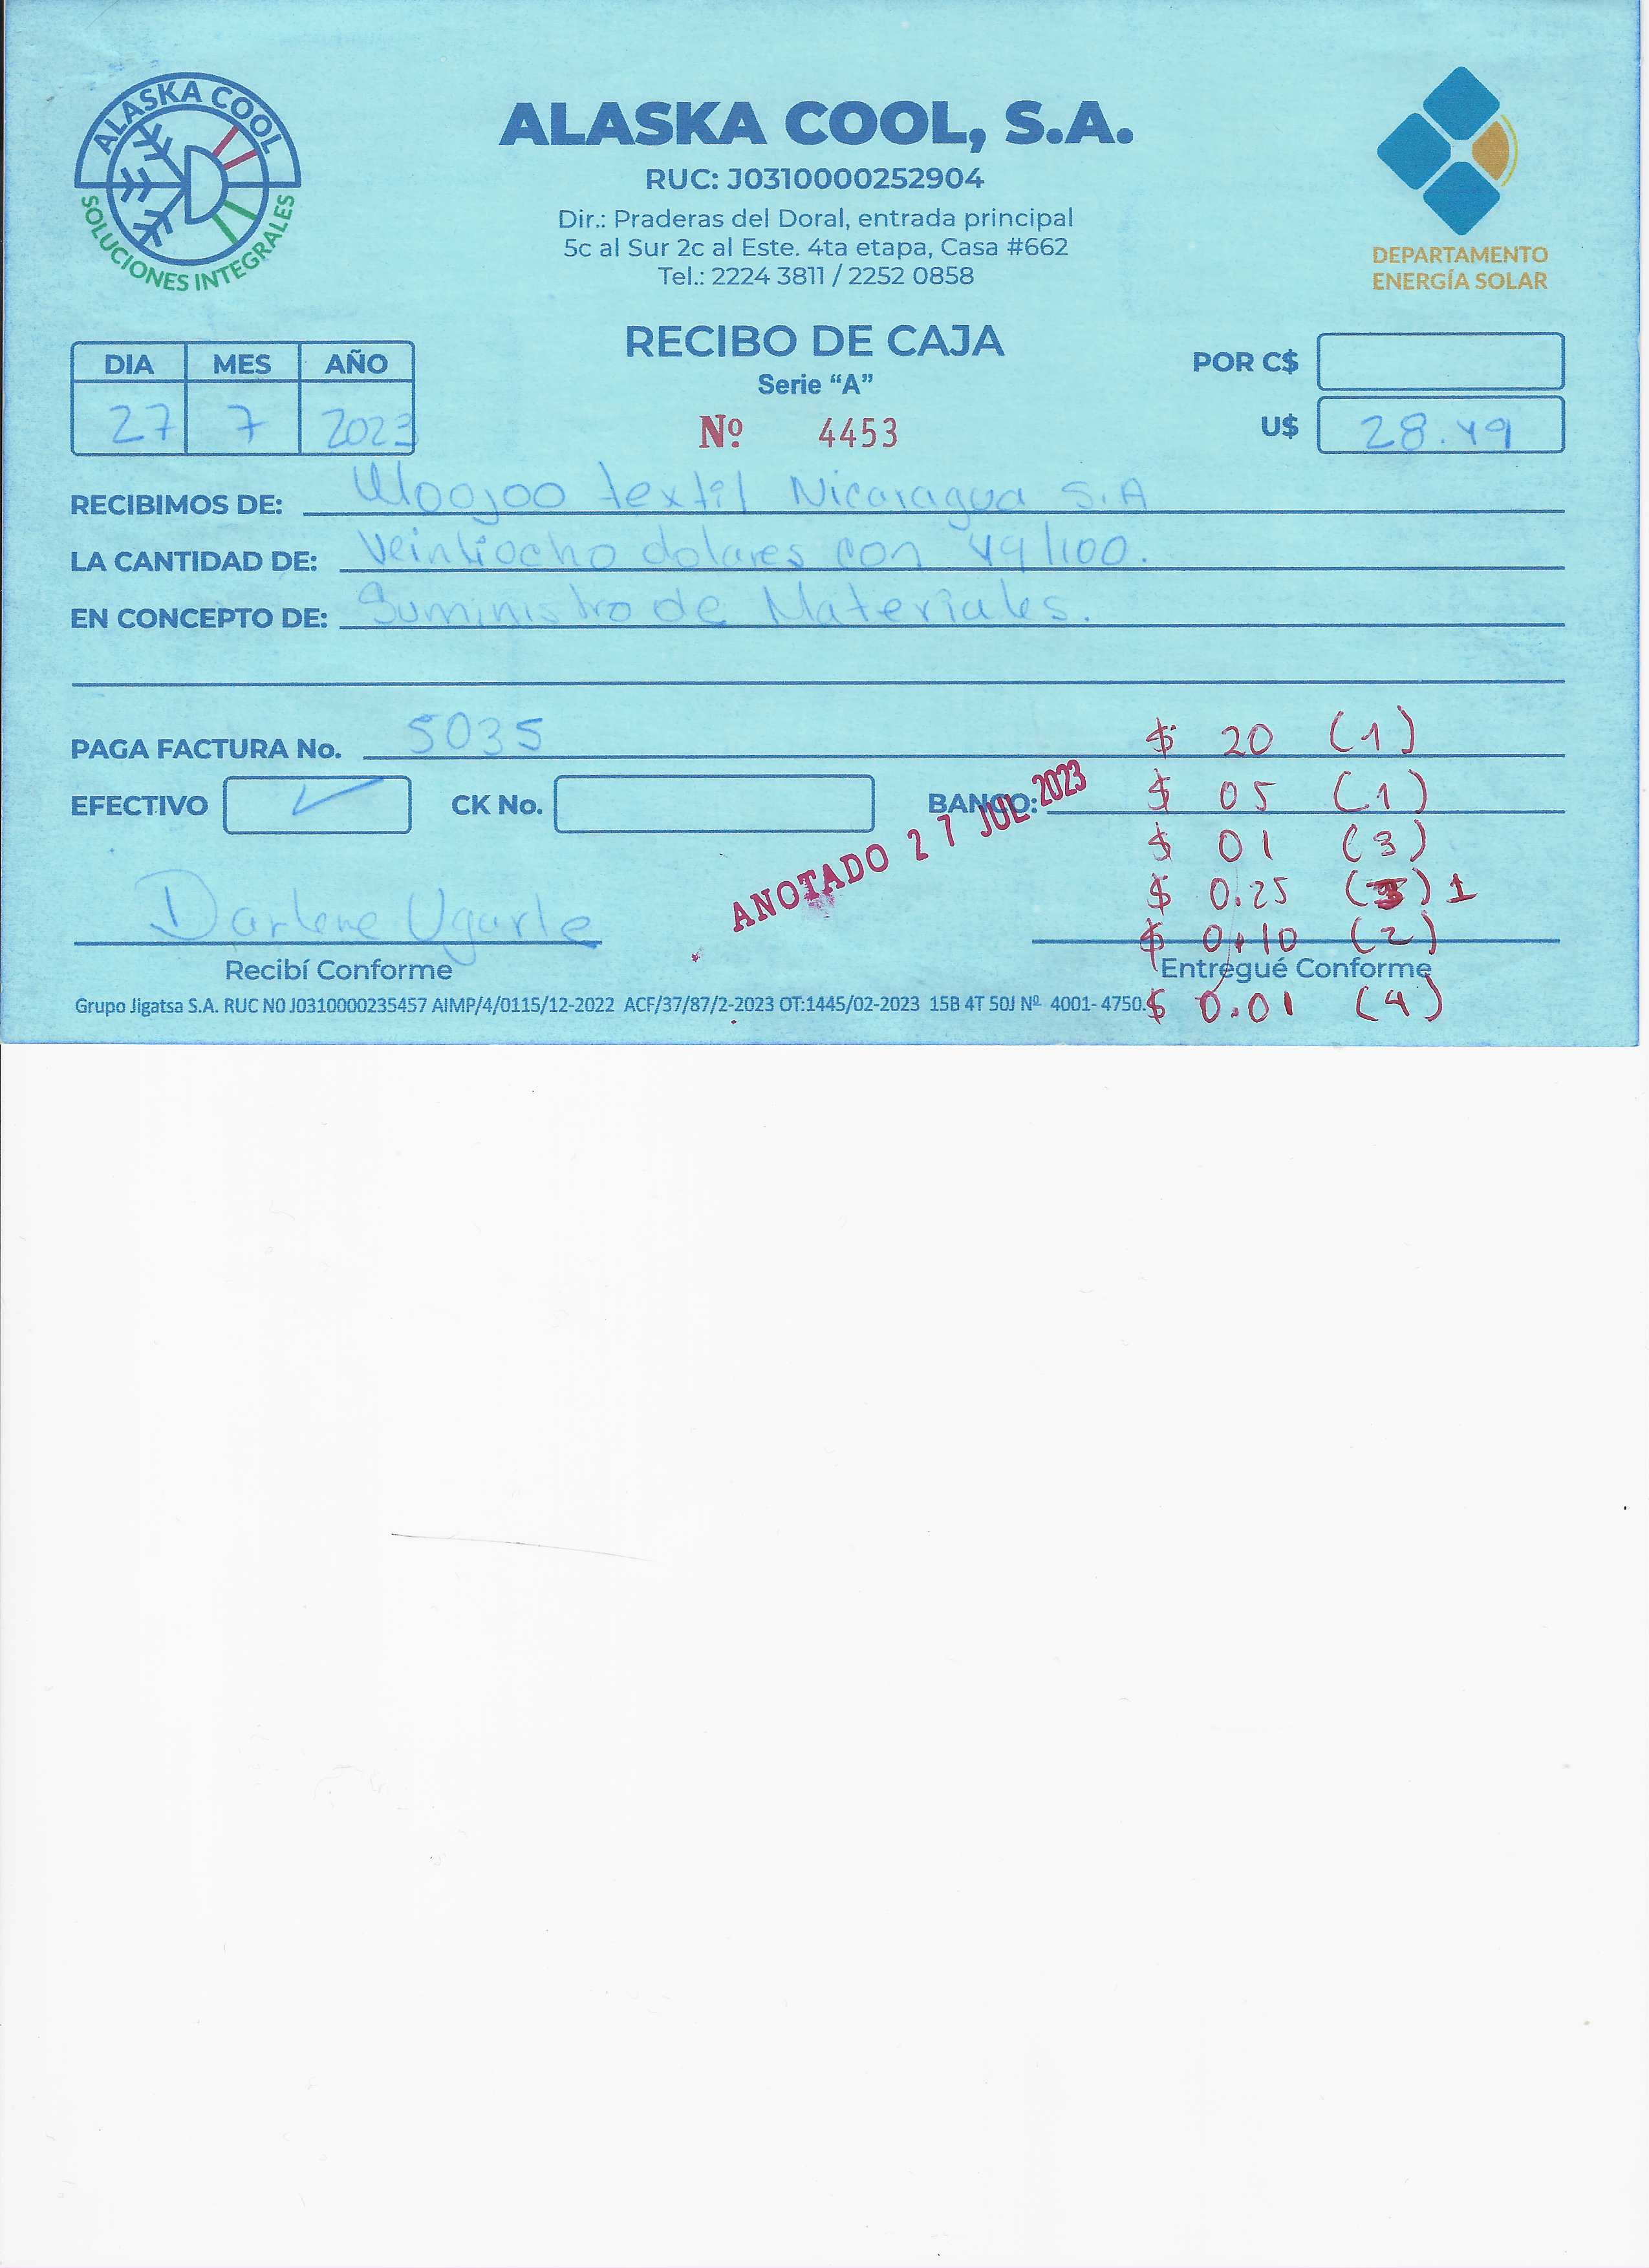 ALASKA COOL
SOLUCIONES INTEGRALES
ALASKA COOL, S.A.
RUC: J0310000252904
Dir.: Praderas del Doral, entrada principal
5c al Sur 2c al Este. 4ta etapa, Casa #662
Tel.: 2224 3811 / 2252 0858
DEPARTAMENTO
ENERGÍA SOLAR
RECIBO DE CAJA
Serie “A”
Nº 4453
DIA MES AÑO
27 7 2023
POR C$
U$ 28.49
RECIBIMOS DE: Woojoo textil Nicaragua S.A
LA CANTIDAD DE: Veintiocho dolares con 49/100.
EN CONCEPTO DE: Suministro de Materiales.
PAGA FACTURA No. 5035
EFECTIVO ✓ CK No. BANCO:
ANOTADO 27 JUL 2023
$ 20 (1)
$ 05 (1)
$ 01 (3)
$ 0.25 (3) 1
$ 0.10 (2)
$ 0.01 (4)
Darlene Ugarte
Recibí Conforme
Entregué Conforme
Grupo Jigatsa S.A. RUC N0 J0310000235457 AIMP/4/0115/12-2022 ACF/37/87/2-2023 OT:1445/02-2023 15B 4T 50J Nº 4001- 4750.